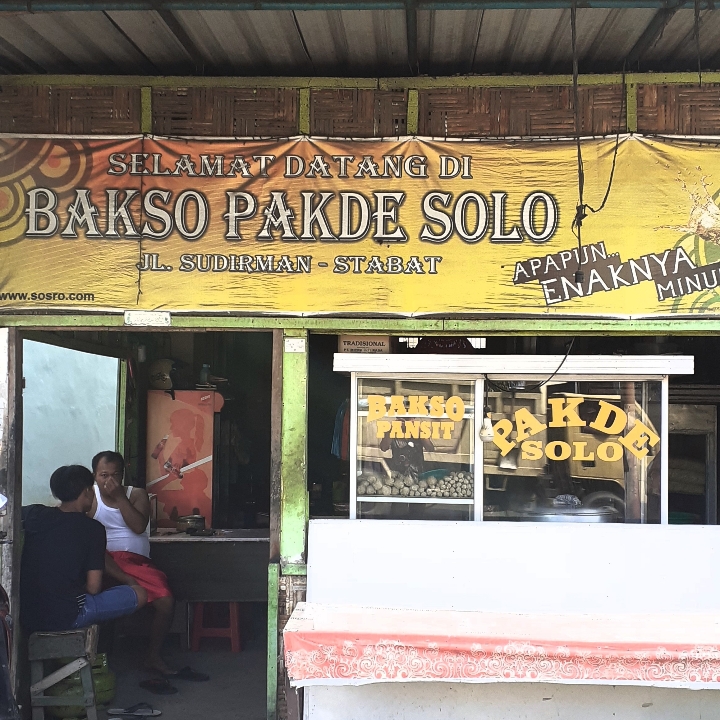 SELAMAT DATANG DI
BAKSO PAKDE SOLO
JL. SUDIRMAN - STABAT
www.sosro.com
APAPUN..
ENAKNYA
MINU
TRADISIONAL
BAKSO
PANSIT
PAKDE
SOLO